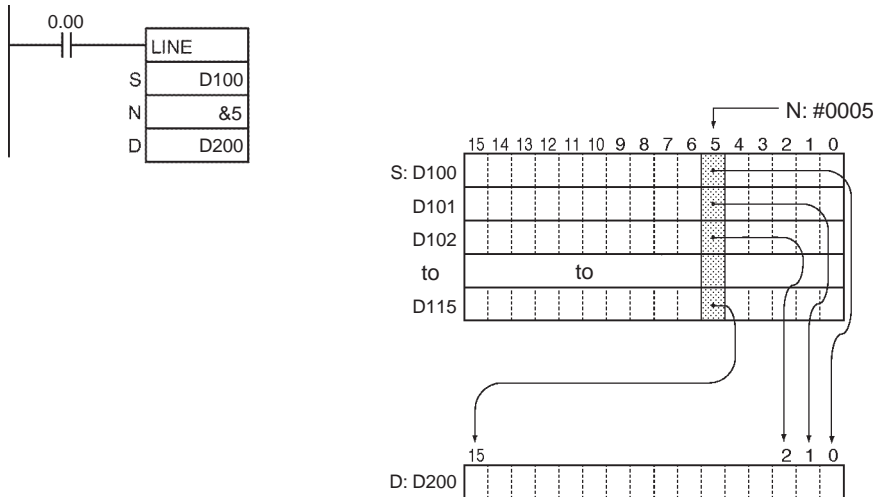 0.00
LINE
S D100
N &5
D D200
N: #0005
15 14 13 12 11 10 9 8 7 6 5 4 3 2 1 0
S: D100
D101
D102
to to
D115
15 2 1 0
D: D200